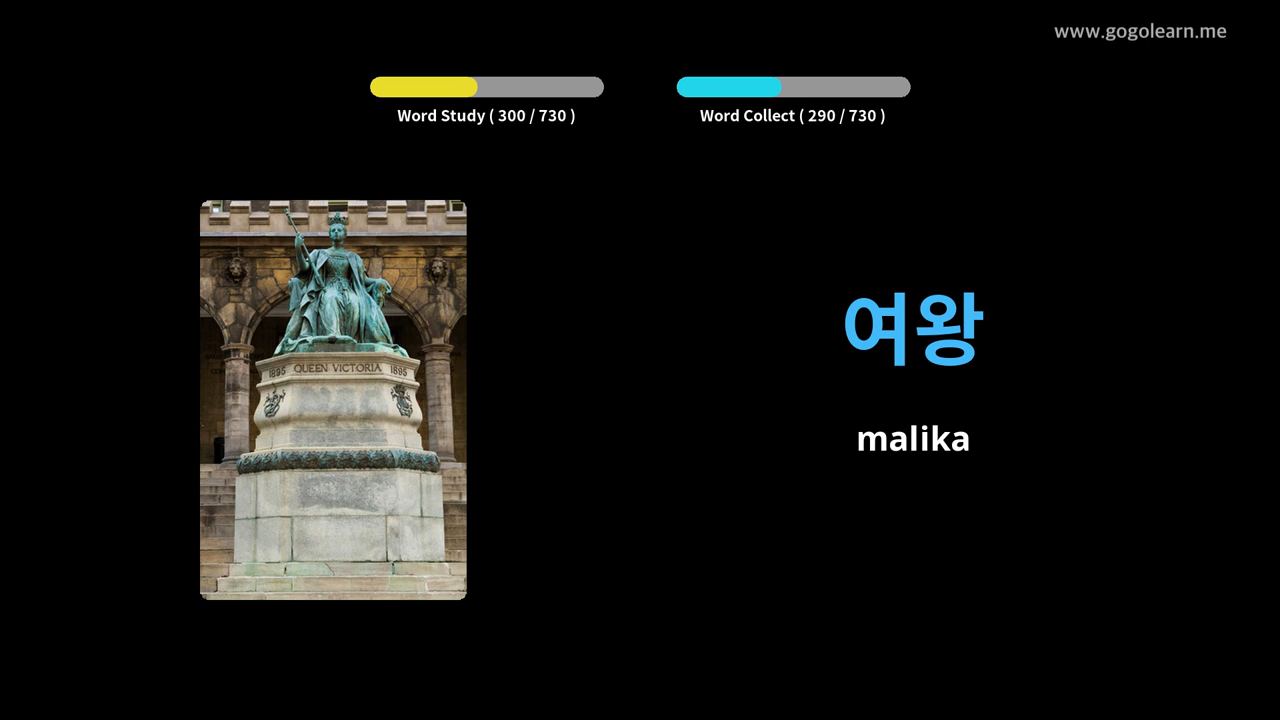 www.gogolearn.me
Word Study ( 300 / 730 )
Word Collect ( 290 / 730 )
1895 QUEEN VICTORIA 1895
여왕
malika